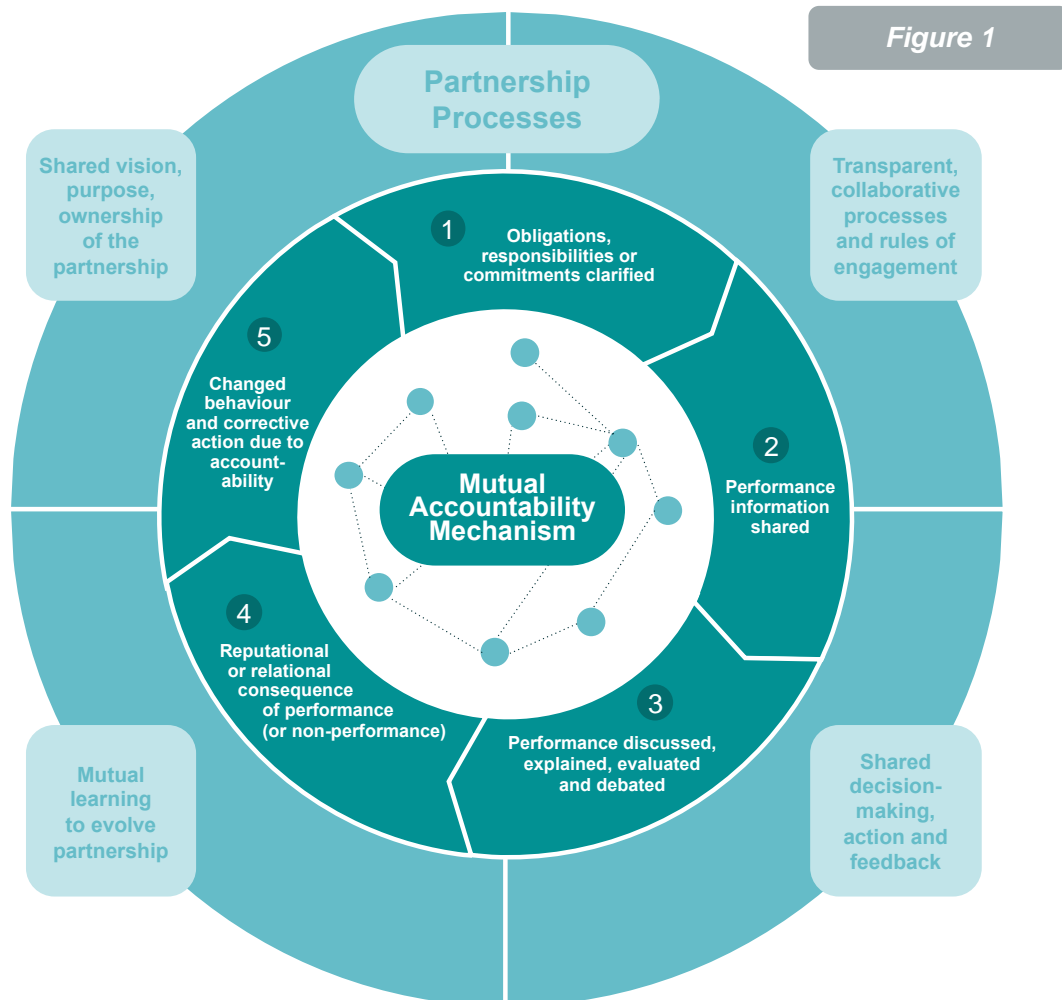 Figure 1
Partnership
Processes
Shared vision,
purpose,
ownership
of the
partnership
Transparent,
collaborative
processes
and rules of
engagement
1
Obligations,
responsibilities or
commitments clarified
2
Performance
information
shared
3
Performance discussed,
explained, evaluated
and debated
4
Reputational
or relational
consequence
of performance
(or non-performance)
5
Changed
behaviour
and corrective
action due to
account-
ability
Mutual
Accountability
Mechanism
Mutual
learning
to evolve
partnership
Shared
decision-
making,
action and
feedback